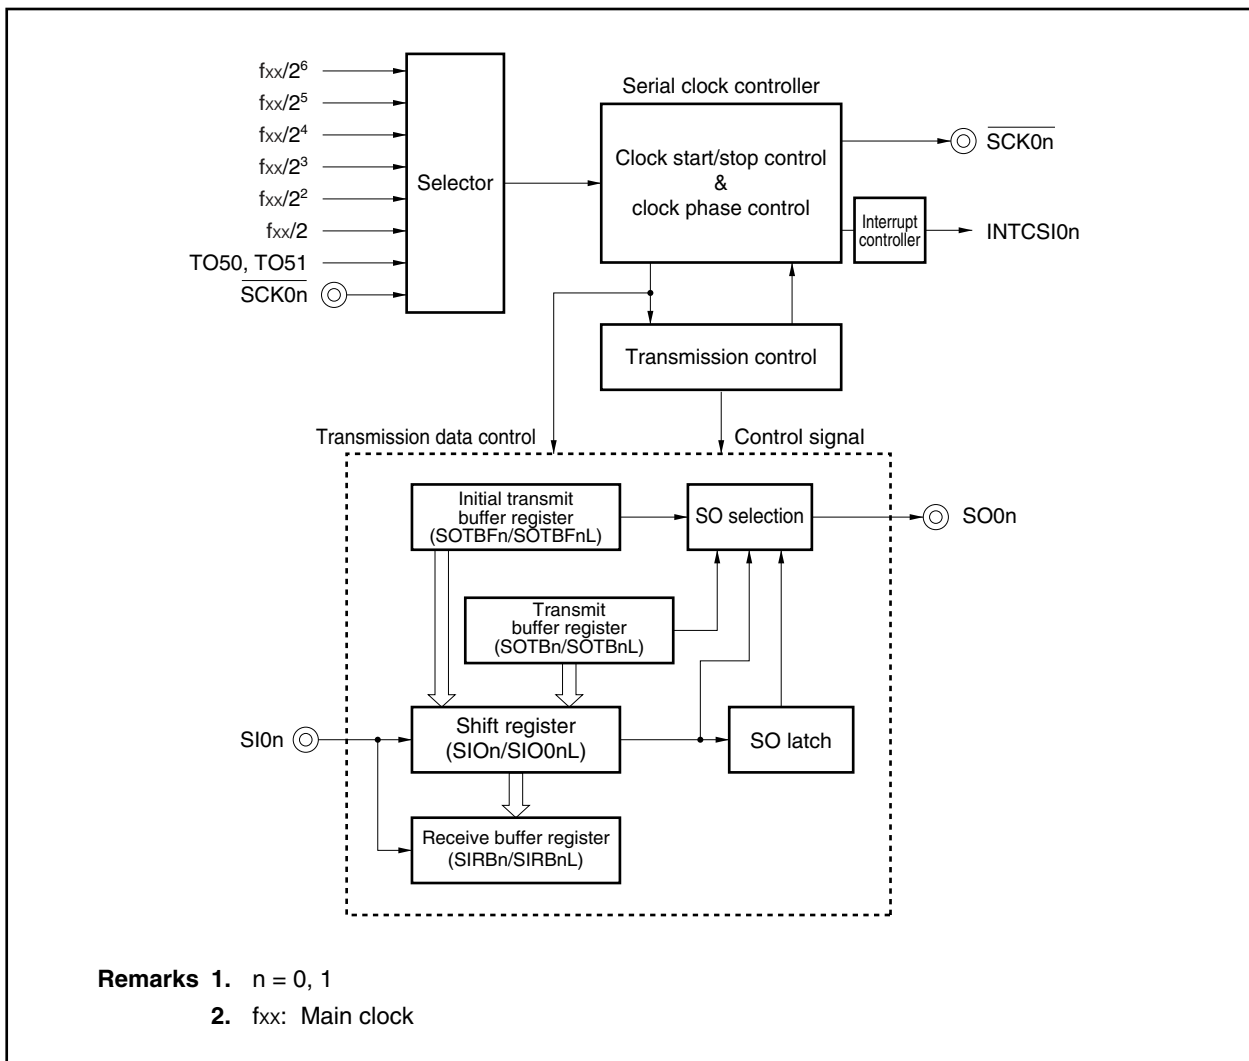 fxx/2⁶
fxx/2⁵
fxx/2⁴
fxx/2³
fxx/2²
fxx/2
TO50, TO51
SCK0n
Selector
Serial clock controller
Clock start/stop control
&
clock phase control
SCK0n
Interrupt
controller
INTCSI0n
Transmission control
Transmission data control
Control signal
Initial transmit
buffer register
(SOTBFn/SOTBFnL)
SO selection
SO0n
Transmit
buffer register
(SOTBn/SOTBnL)
SI0n
Shift register
(SIOn/SIO0nL)
SO latch
Receive buffer register
(SIRBn/SIRBnL)
Remarks 1. n = 0, 1
2. fxx: Main clock